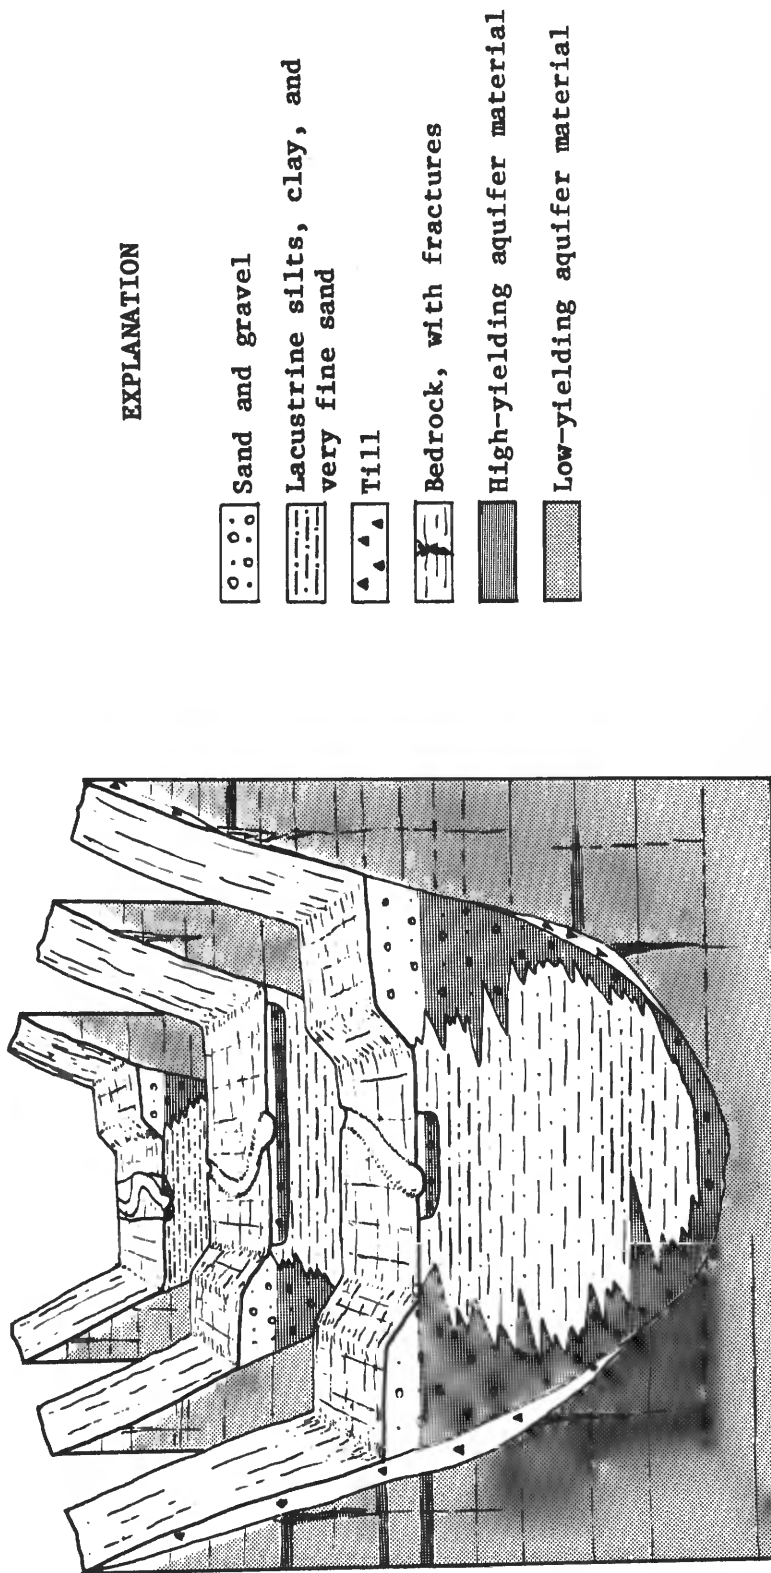 EXPLANATION
Sand and gravel
Lacustrine silts, clay, and
very fine sand
Till
Bedrock, with fractures
High-yielding aquifer material
Low-yielding aquifer material